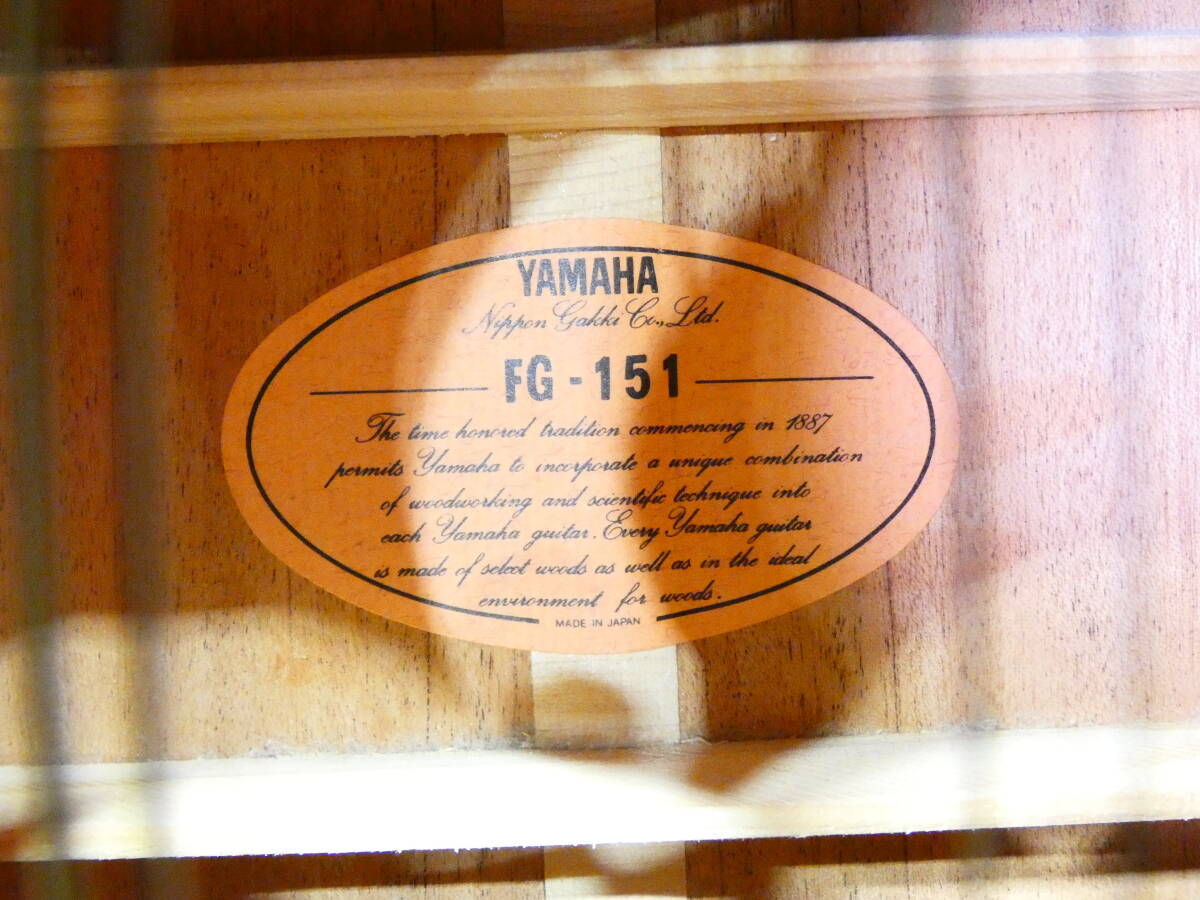 YAMAHA
Nippon Gakki Co., Ltd.
FG-151
The time honored tradition commencing in 1887
permits Yamaha to incorporate a unique combination
of woodworking and scientific technique into
each Yamaha guitar. Every Yamaha guitar
is made of select woods as well as in the ideal
environment for woods.
MADE IN JAPAN